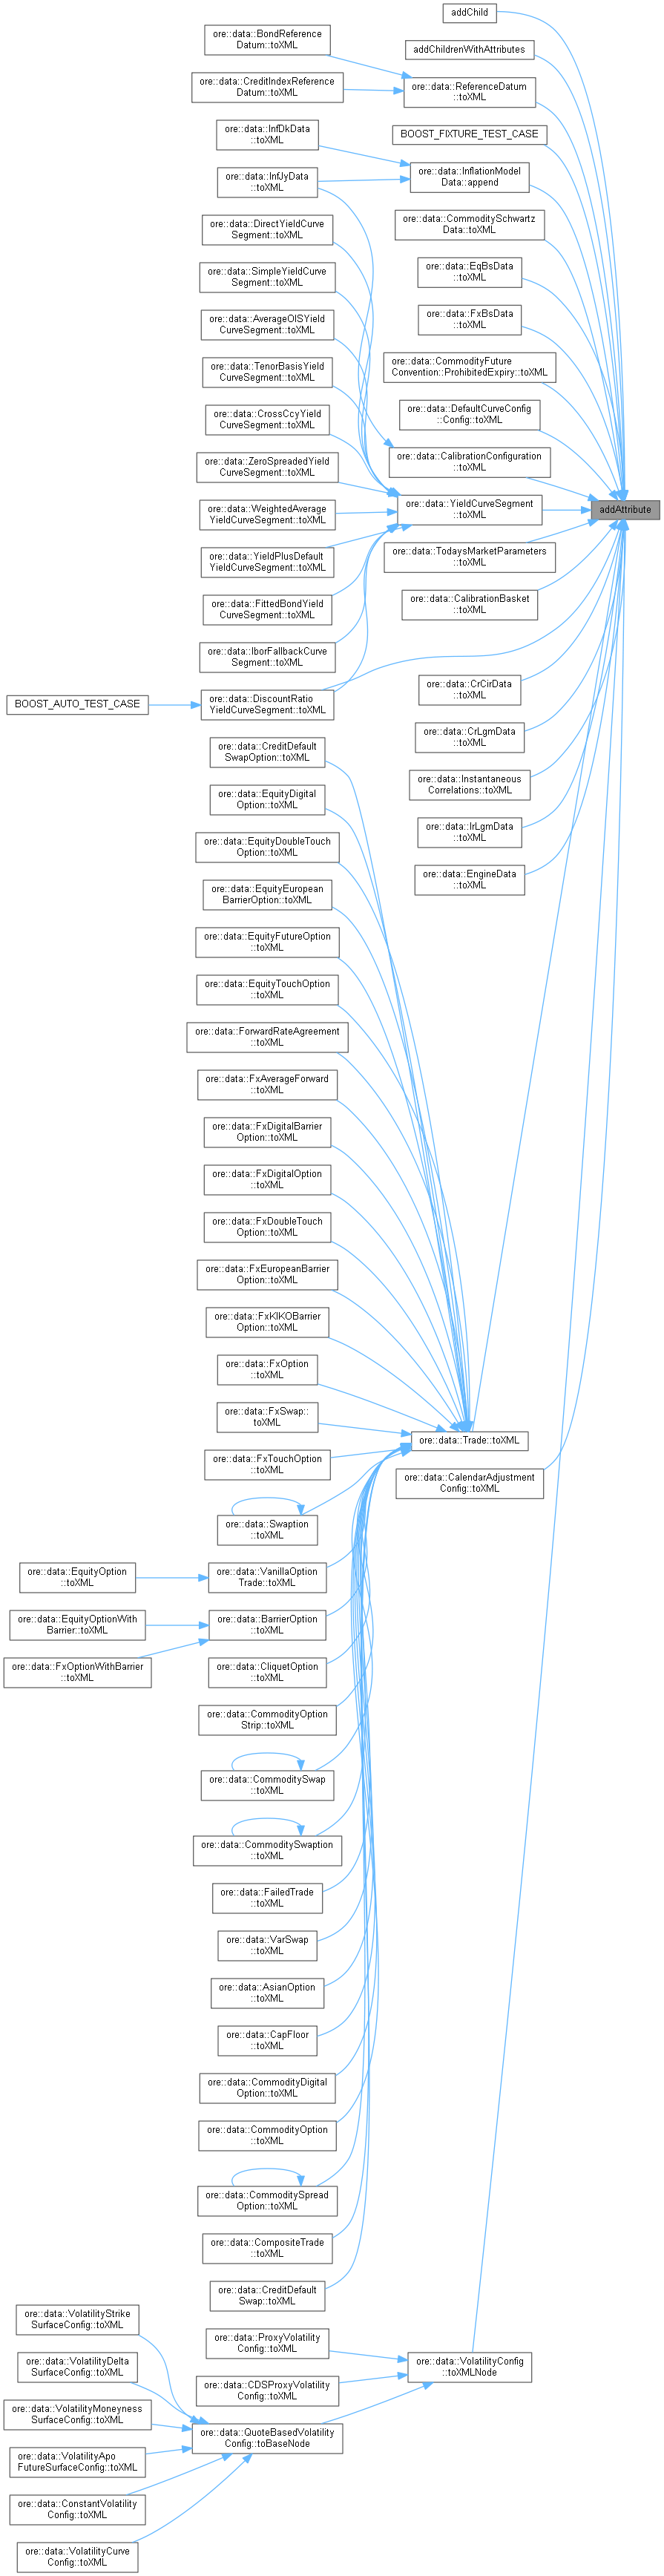 addChild
ore::data::BondReference
Datum::toXML
addChildrenWithAttributes
ore::data::CreditIndexReference
Datum::toXML
ore::data::ReferenceDatum
::toXML
ore::data::InfDkData
::toXML
BOOST_FIXTURE_TEST_CASE
ore::data::InfJyData
::toXML
ore::data::InflationModel
Data::append
ore::data::DirectYieldCurve
Segment::toXML
ore::data::CommoditySchwartz
Data::toXML
ore::data::SimpleYieldCurve
Segment::toXML
ore::data::EqBsData
::toXML
ore::data::AverageOISYield
CurveSegment::toXML
ore::data::FxBsData
::toXML
ore::data::TenorBasisYield
CurveSegment::toXML
ore::data::CommodityFuture
Convention::ProhibitedExpiry::toXML
ore::data::CrossCcyYield
CurveSegment::toXML
ore::data::DefaultCurveConfig
::Config::toXML
ore::data::ZeroSpreadedYield
CurveSegment::toXML
ore::data::CalibrationConfiguration
::toXML
ore::data::WeightedAverage
YieldCurveSegment::toXML
ore::data::YieldCurveSegment
::toXML
addAttribute
ore::data::YieldPlusDefault
YieldCurveSegment::toXML
ore::data::TodaysMarketParameters
::toXML
ore::data::FittedBondYield
CurveSegment::toXML
ore::data::CalibrationBasket
::toXML
ore::data::IborFallbackCurve
Segment::toXML
BOOST_AUTO_TEST_CASE
ore::data::DiscountRatio
YieldCurveSegment::toXML
ore::data::CrCirData
::toXML
ore::data::CreditDefault
SwapOption::toXML
ore::data::CrLgmData
::toXML
ore::data::EquityDigital
Option::toXML
ore::data::Instantaneous
Correlations::toXML
ore::data::EquityDoubleTouch
Option::toXML
ore::data::IrLgmData
::toXML
ore::data::EquityEuropean
BarrierOption::toXML
ore::data::EngineData
::toXML
ore::data::EquityFutureOption
::toXML
ore::data::EquityTouchOption
::toXML
ore::data::ForwardRateAgreement
::toXML
ore::data::FxAverageForward
::toXML
ore::data::FxDigitalBarrier
Option::toXML
ore::data::FxDigitalOption
::toXML
ore::data::FxDoubleTouch
Option::toXML
ore::data::FxEuropeanBarrier
Option::toXML
ore::data::FxKIKOBarrier
Option::toXML
ore::data::FxOption
::toXML
ore::data::FxSwap::
toXML
ore::data::Trade::toXML
ore::data::FxTouchOption
::toXML
ore::data::CalendarAdjustment
Config::toXML
ore::data::Swaption
::toXML
ore::data::EquityOption
::toXML
ore::data::VanillaOption
Trade::toXML
ore::data::EquityOptionWith
Barrier::toXML
ore::data::BarrierOption
::toXML
ore::data::FxOptionWithBarrier
::toXML
ore::data::CliquetOption
::toXML
ore::data::CommodityOption
Strip::toXML
ore::data::CommoditySwap
::toXML
ore::data::CommoditySwaption
::toXML
ore::data::FailedTrade
::toXML
ore::data::VarSwap
::toXML
ore::data::AsianOption
::toXML
ore::data::CapFloor
::toXML
ore::data::CommodityDigital
Option::toXML
ore::data::CommodityOption
::toXML
ore::data::CommoditySpread
Option::toXML
ore::data::CompositeTrade
::toXML
ore::data::CreditDefault
Swap::toXML
ore::data::VolatilityStrike
SurfaceConfig::toXML
ore::data::ProxyVolatility
Config::toXML
ore::data::VolatilityDelta
SurfaceConfig::toXML
ore::data::VolatilityConfig
::toXMLNode
ore::data::CDSProxyVolatility
Config::toXML
ore::data::VolatilityMoneyness
SurfaceConfig::toXML
ore::data::QuoteBasedVolatility
Config::toBaseNode
ore::data::VolatilityApo
FutureSurfaceConfig::toXML
ore::data::ConstantVolatility
Config::toXML
ore::data::VolatilityCurve
Config::toXML